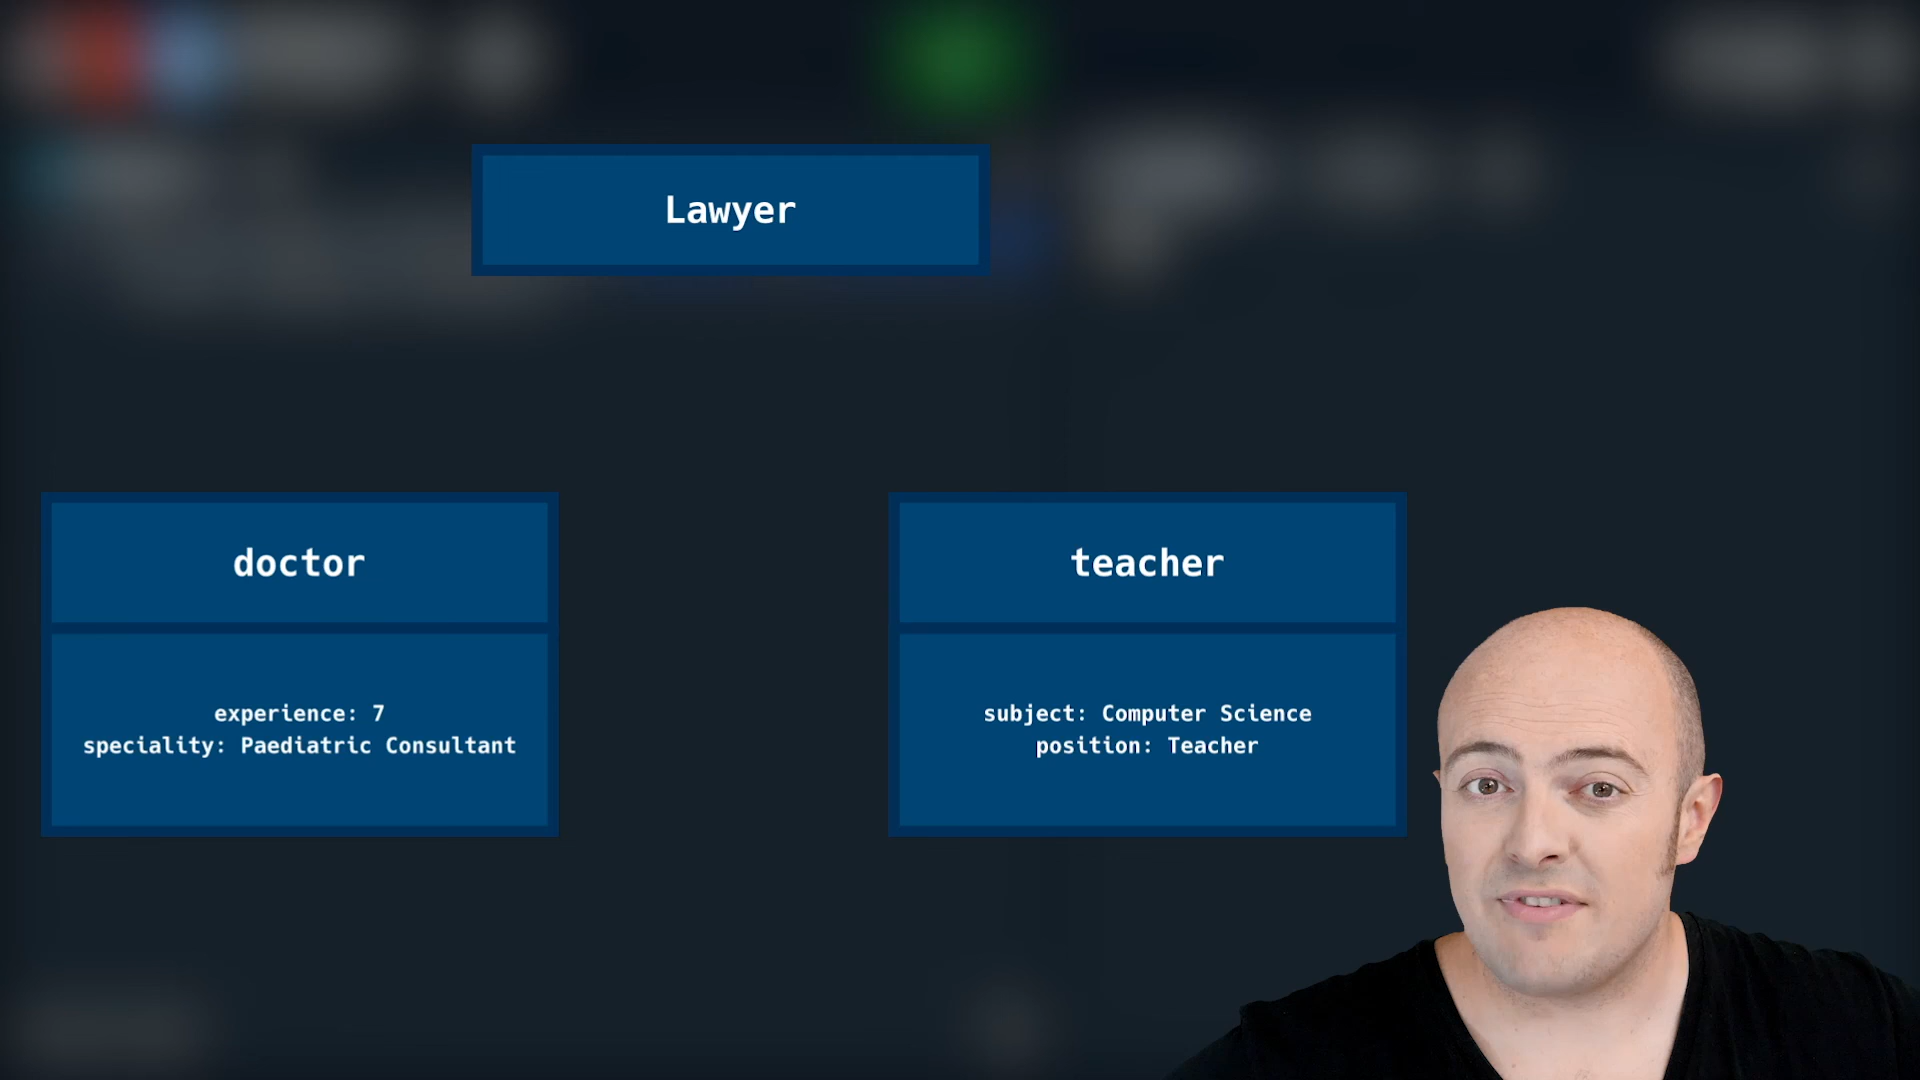 Lawyer
doctor
experience: 7
speciality: Paediatric Consultant
teacher
subject: Computer Science
position: Teacher